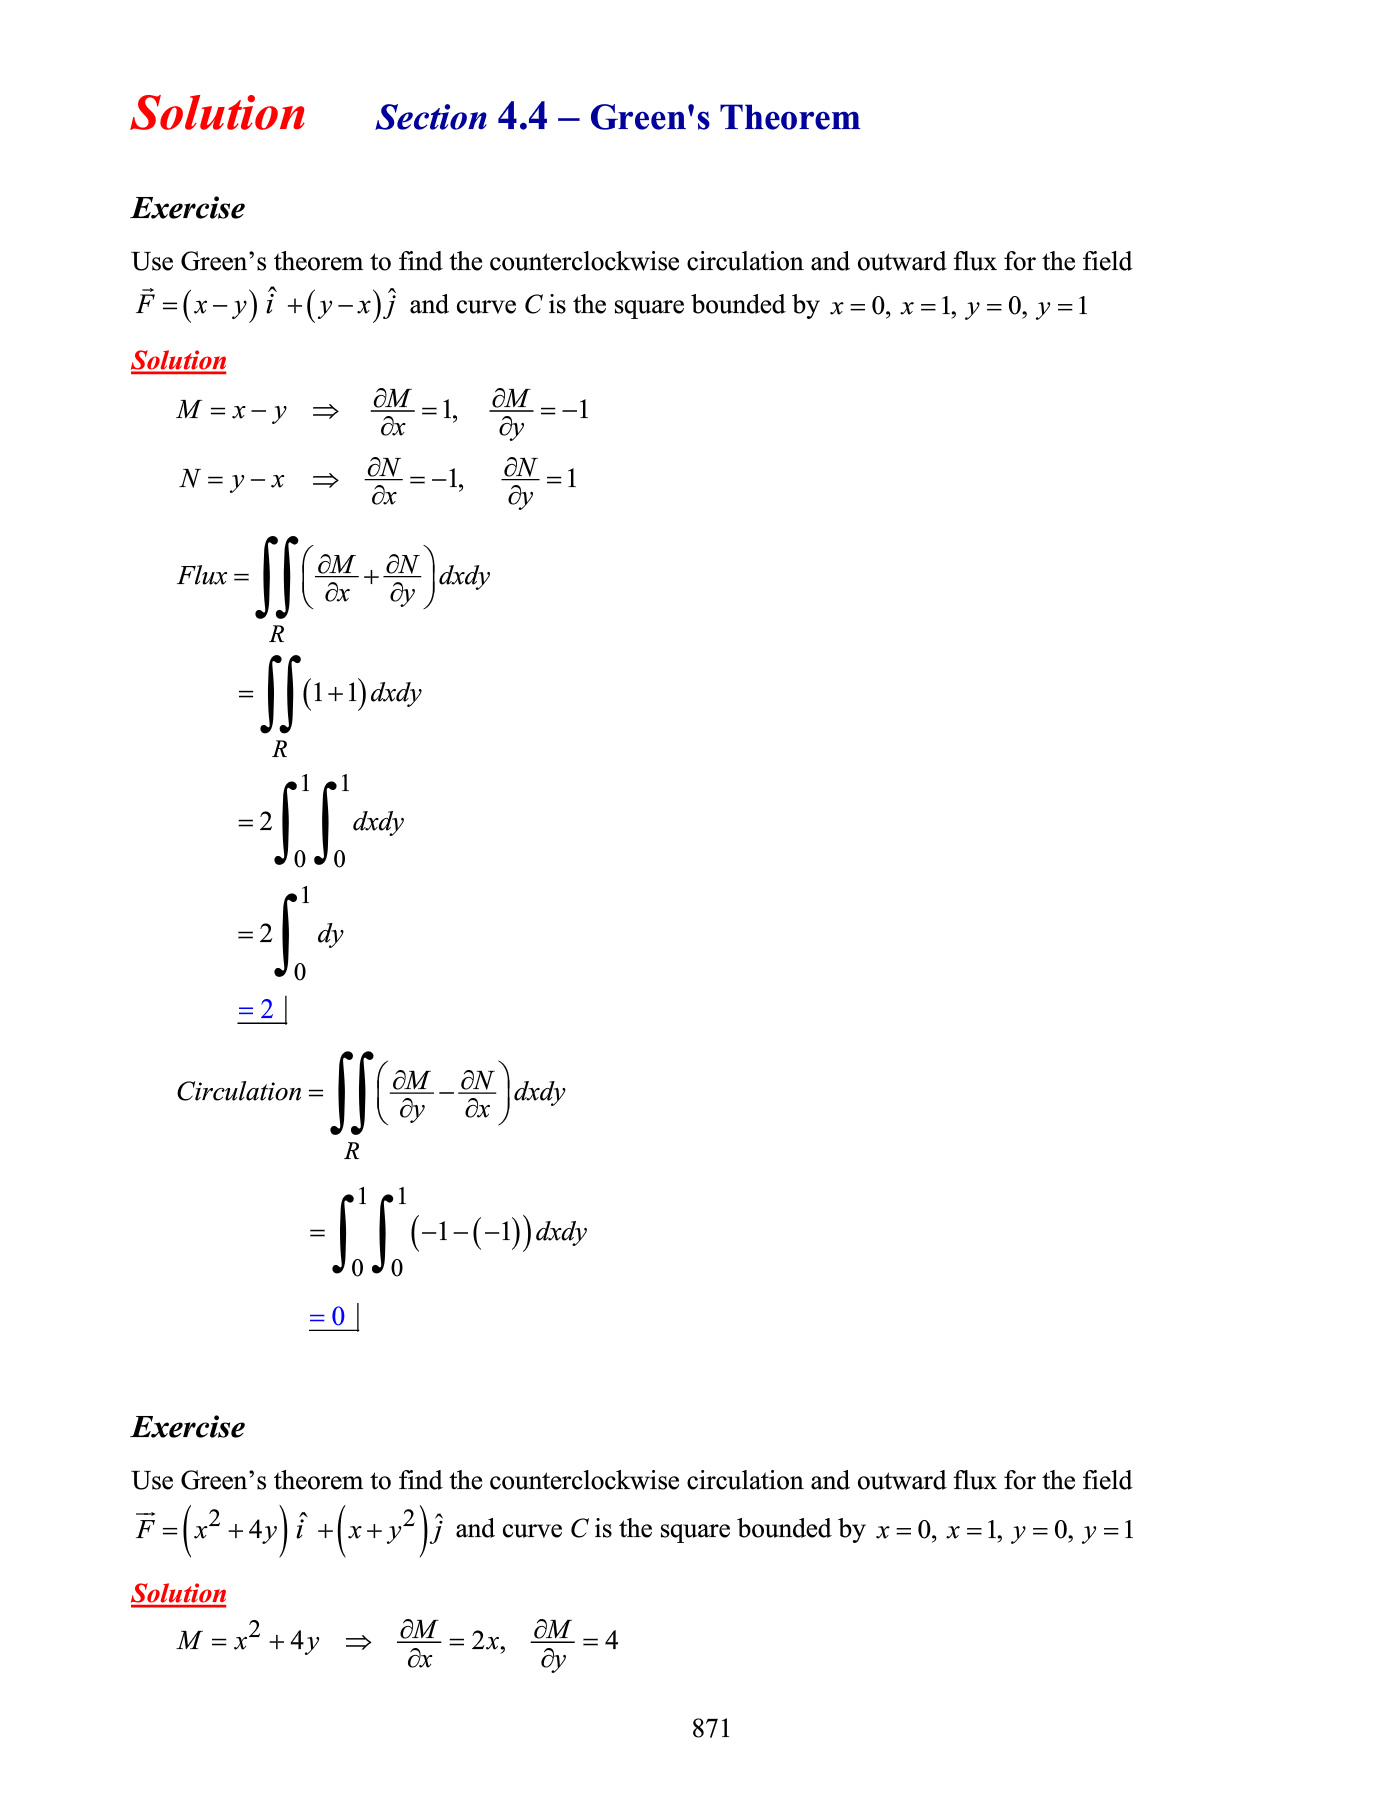 Solution Section 4.4 – Green's Theorem
Exercise
Use Green’s theorem to find the counterclockwise circulation and outward flux for the field
$\vec{F} = (x-y)\,\hat{i} + (y-x)\,\hat{j}$ and curve C is the square bounded by $x=0,\ x=1,\ y=0,\ y=1$
Solution
$M = x - y \Rightarrow \frac{\partial M}{\partial x} = 1, \quad \frac{\partial M}{\partial y} = -1$
$N = y - x \Rightarrow \frac{\partial N}{\partial x} = -1, \quad \frac{\partial N}{\partial y} = 1$
$Flux = \iint_R \left( \frac{\partial M}{\partial x} + \frac{\partial N}{\partial y} \right) dxdy$
$= \iint_R (1+1)\, dxdy$
$= 2 \int_0^1 \int_0^1 dxdy$
$= 2 \int_0^1 dy$
$= 2$
$Circulation = \iint_R \left( \frac{\partial M}{\partial y} - \frac{\partial N}{\partial x} \right) dxdy$
$= \int_0^1 \int_0^1 (-1-(-1))\, dxdy$
$= 0$
Exercise
Use Green’s theorem to find the counterclockwise circulation and outward flux for the field
$\vec{F} = (x^2+4y)\,\hat{i} + (x+y^2)\,\hat{j}$ and curve C is the square bounded by $x=0,\ x=1,\ y=0,\ y=1$
Solution
$M = x^2 + 4y \Rightarrow \frac{\partial M}{\partial x} = 2x, \quad \frac{\partial M}{\partial y} = 4$
871